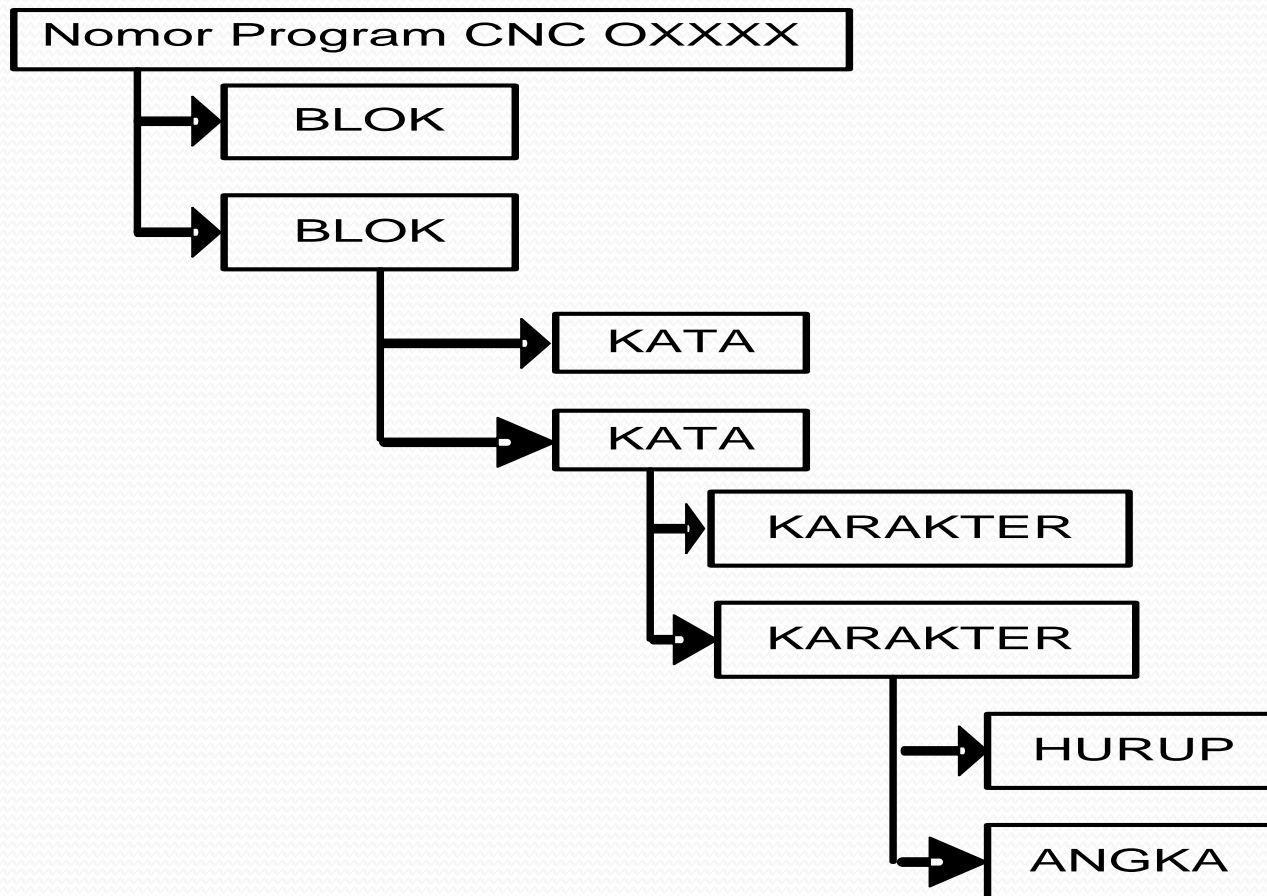 Nomor Program CNC OXXXX
BLOK
BLOK
KATA
KATA
KARAKTER
KARAKTER
HURUP
ANGKA